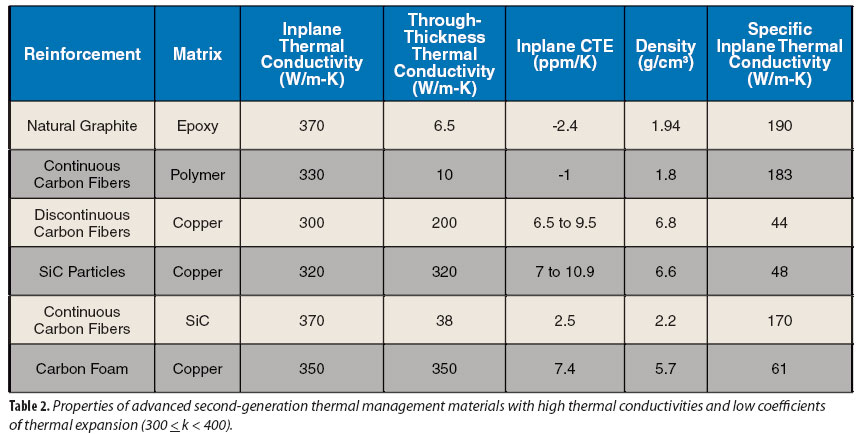 Reinforcement Matrix Inplane Thermal Conductivity (W/m-K) Through-Thickness Thermal Conductivity (W/m-K) Inplane CTE (ppm/K) Density (g/cm³) Specific Inplane Thermal Conductivity (W/m-K)
Natural Graphite Epoxy 370 6.5 -2.4 1.94 190
Continuous Carbon Fibers Polymer 330 10 -1 1.8 183
Discontinuous Carbon Fibers Copper 300 200 6.5 to 9.5 6.8 44
SiC Particles Copper 320 320 7 to 10.9 6.6 48
Continuous Carbon Fibers SiC 370 38 2.5 2.2 170
Carbon Foam Copper 350 350 7.4 5.7 61
Table 2. Properties of advanced second-generation thermal management materials with high thermal conductivities and low coefficients
of thermal expansion (300 ≤ k < 400).